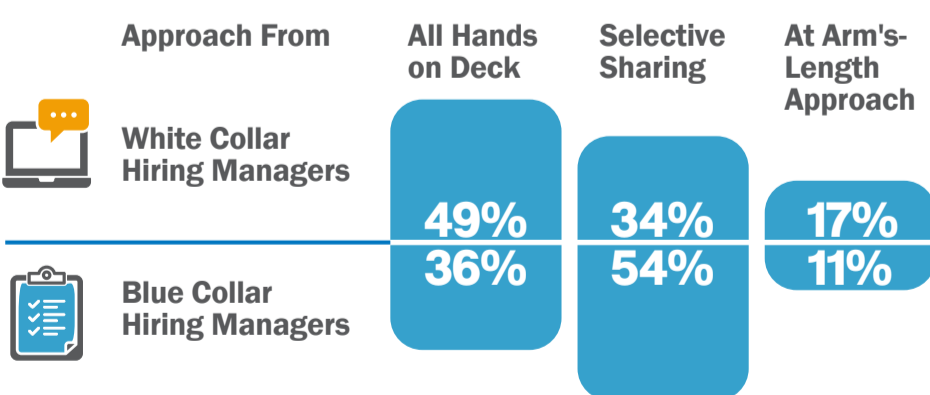 Approach From
All Hands
on Deck
Selective
Sharing
At Arm's-
Length
Approach
White Collar
Hiring Managers
49%
34%
17%
36%
54%
11%
Blue Collar
Hiring Managers